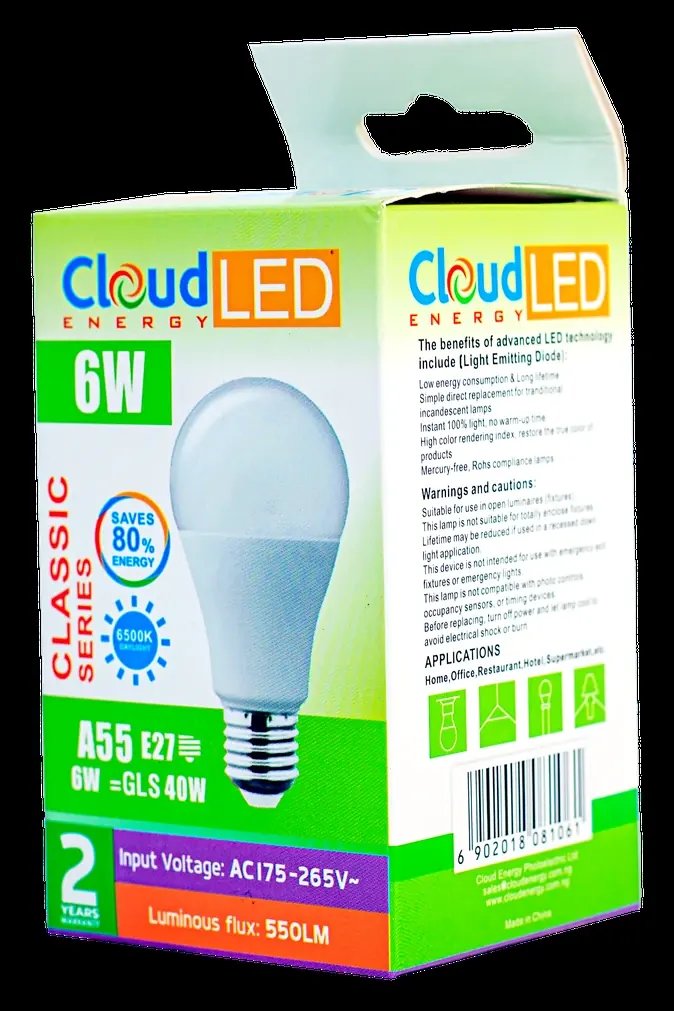 Cloud LED
ENERGY
6W
CLASSIC
SERIES
SAVES
80%
ENERGY
6500K
DAYLIGHT
A55 E27
6W =GLS 40W
2
YEARS
WARRANTY
Input Voltage: AC175-265V~
Luminous flux: 550LM
Cloud LED
ENERGY
The benefits of advanced LED technology
include (Light Emitting Diode):
Low energy consumption & Long lifetime
Simple direct replacement for tranditional
incandescent lamps
Instant 100% light, no warm-up time
High color rendering index, restore the true color of
products
Mercury-free, Rohs compliance lamps
Warnings and cautions:
Suitable for use in open luminaires (fixtures)
This lamp is not suitable for totally enclose fixtures
Lifetime may be reduced if used in a recessed down
light application.
This device is not intended for use with emergency exit
fixtures or emergency lights
This lamp is not compatible with photo controls,
occupancy sensors, or timing devices.
Before replacing, turn off power and let lamp cool to
avoid electrical shock or burn
APPLICATIONS
Home,Office,Restaurant,Hotel,Supermarket,etc
6 902018 081061
Cloud Energy Photoelectric Ltd
sales@cloudenergy.com.ng
www.cloudenergy.com.ng
Made in China